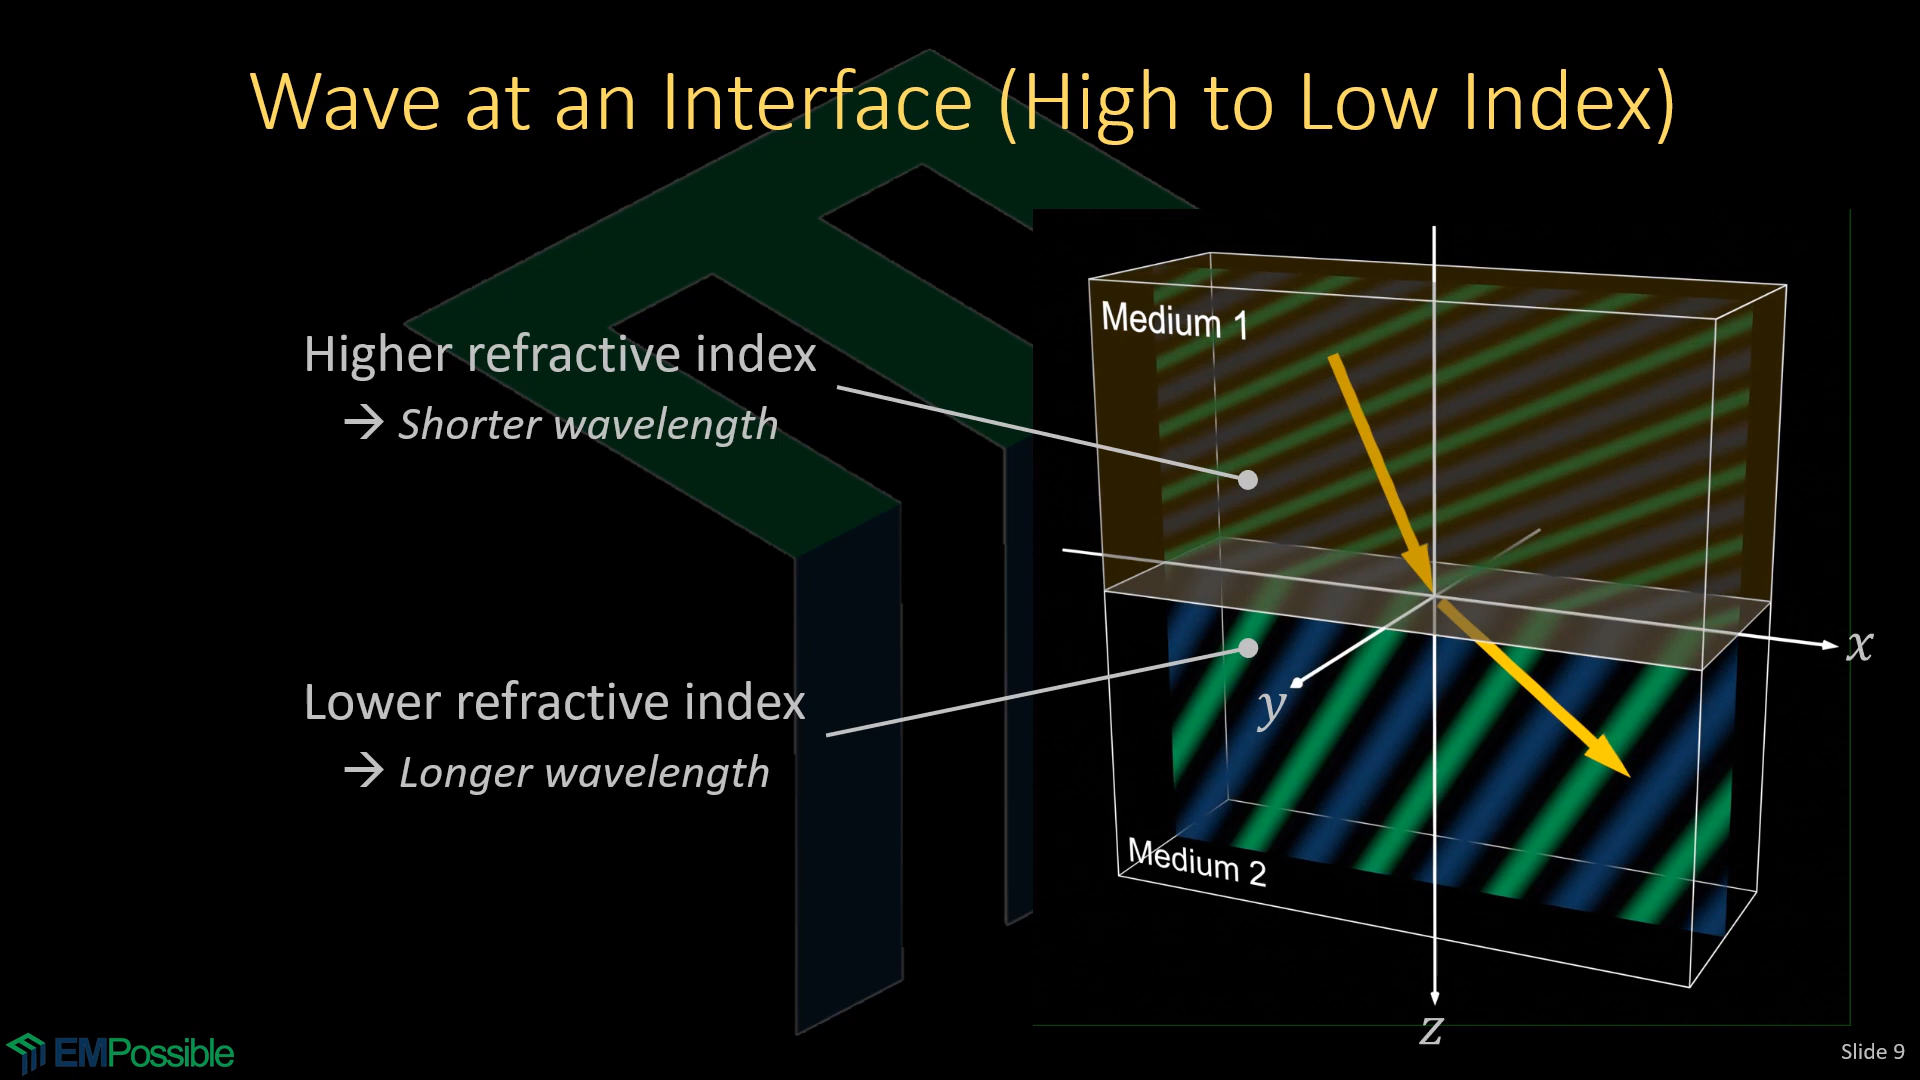 Wave at an Interface (High to Low Index)
Higher refractive index
→ Shorter wavelength
Lower refractive index
→ Longer wavelength
Medium 1
x
y
Medium 2
z
EMPossible
Slide 9